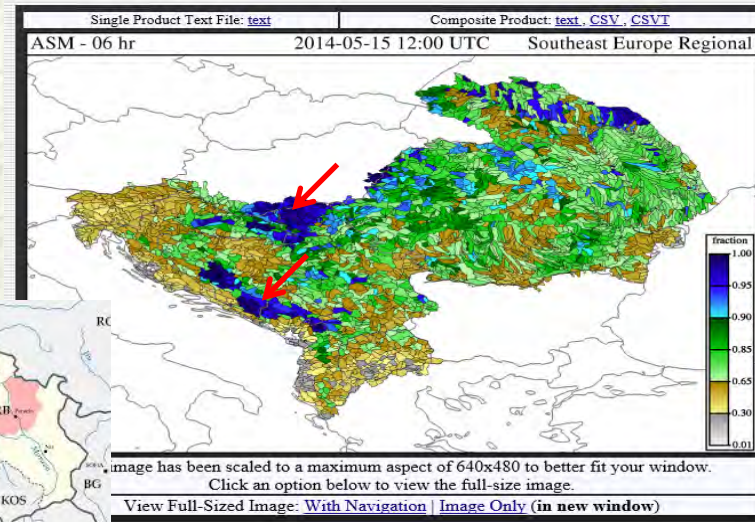 Single Product Text File: text
Composite Product: text , CSV , CSVT
ASM - 06 hr 2014-05-15 12:00 UTC Southeast Europe Regional
fraction
1.00
0.95
0.90
0.85
0.65
0.30
0.01
image has been scaled to a maximum aspect of 640x480 to better fit your window.
Click an option below to view the full-size image.
View Full-Sized Image: With Navigation | Image Only (in new window)
BG
KOS